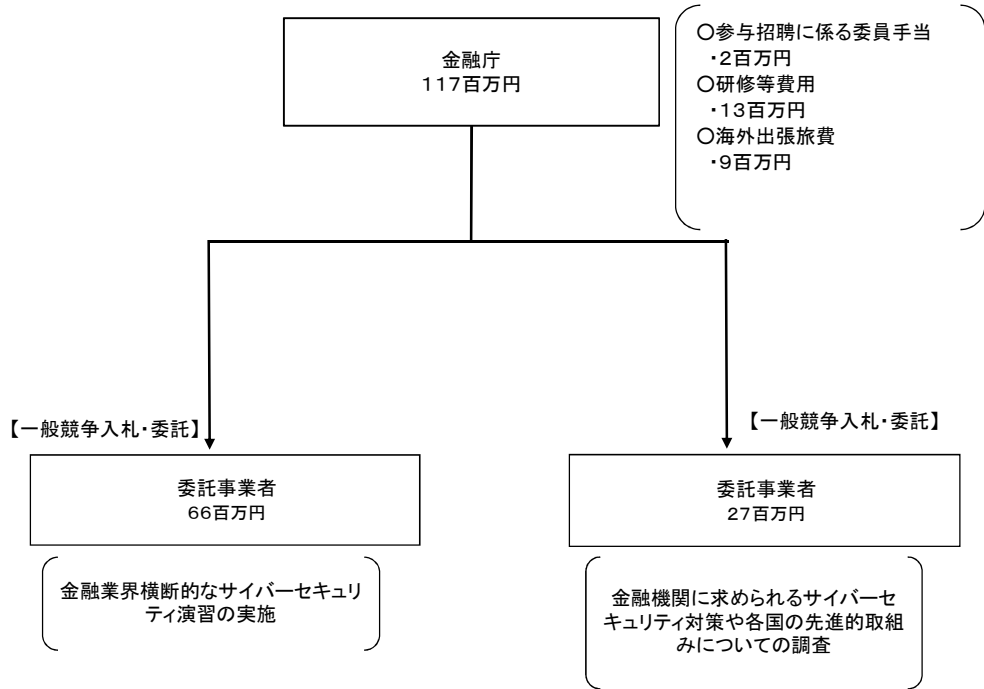 金融庁
117百万円
○参与招聘に係る委員手当
・2百万円
○研修等費用
・13百万円
○海外出張旅費
・9百万円
【一般競争入札・委託】
委託事業者
66百万円
金融業界横断的なサイバーセキュリ
ティ演習の実施
【一般競争入札・委託】
委託事業者
27百万円
金融機関に求められるサイバーセ
キュリティ対策や各国の先進的取組
みについての調査